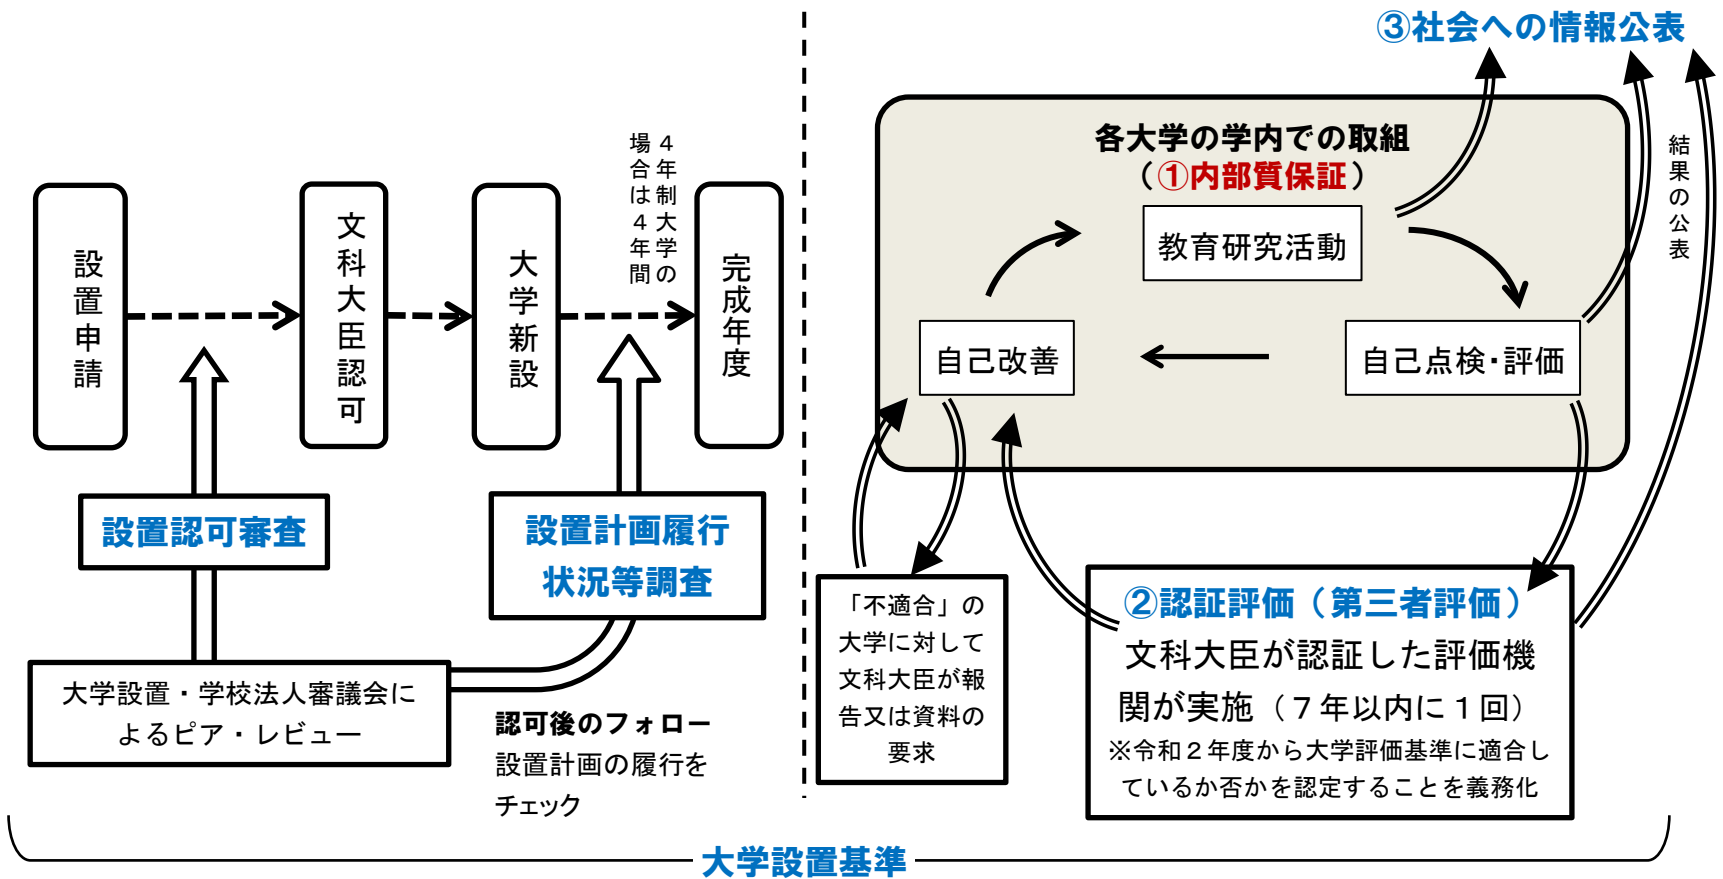 ③社会への情報公表
４年制大学の
場合は４年間
設置申請
文科大臣認可
大学新設
完成年度
設置認可審査
設置計画履行
状況等調査
大学設置・学校法人審議会に
よるピア・レビュー
認可後のフォロー
設置計画の履行を
チェック
各大学の学内での取組
（①内部質保証）
教育研究活動
自己改善
自己点検・評価
結果の公表
「不適合」の
大学に対して
文科大臣が報
告又は資料の
要求
②認証評価（第三者評価）
文科大臣が認証した評価機
関が実施（７年以内に１回）
※令和２年度から大学評価基準に適合し
ているか否かを認定することを義務化
大学設置基準